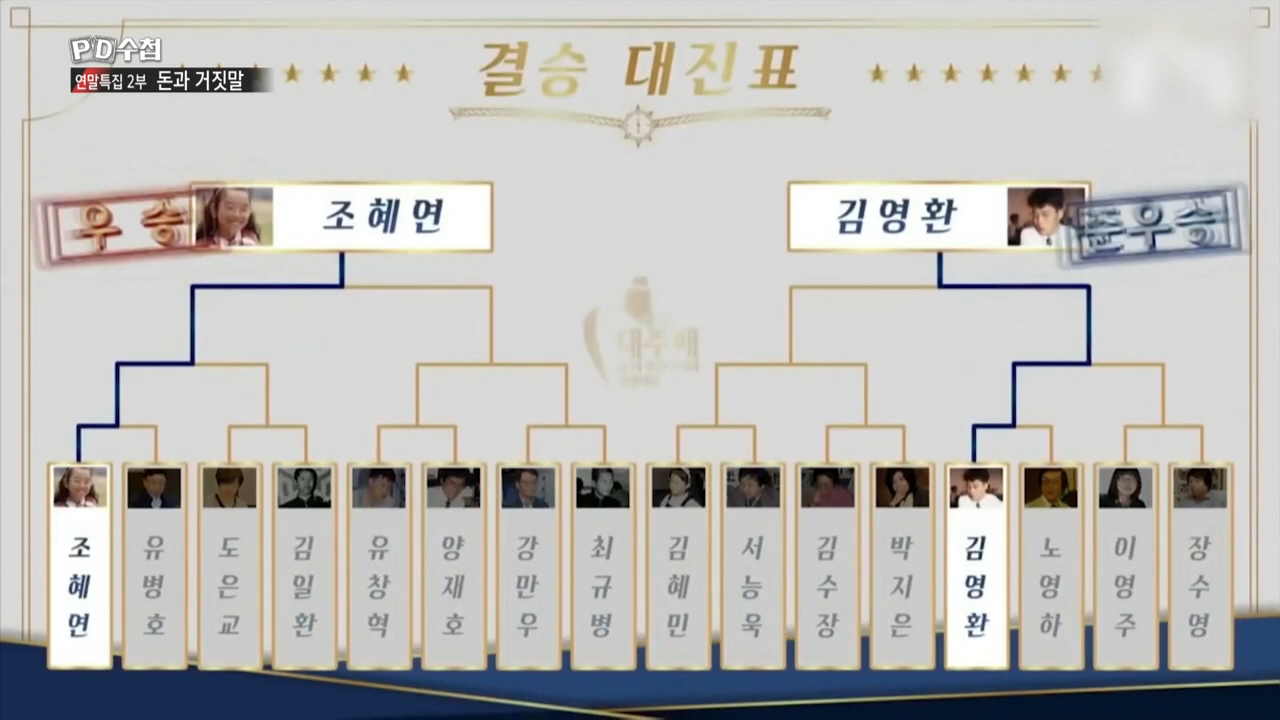 PD수첩
연말특집 2부 돈과 거짓말
결승 대진표
우승
조혜연
김영환
준우승
대주배
조혜연
유병호
도은교
김일환
유창혁
양재호
강만우
최규병
김혜민
서능욱
김수장
박지은
김영환
노영하
이영주
장수영